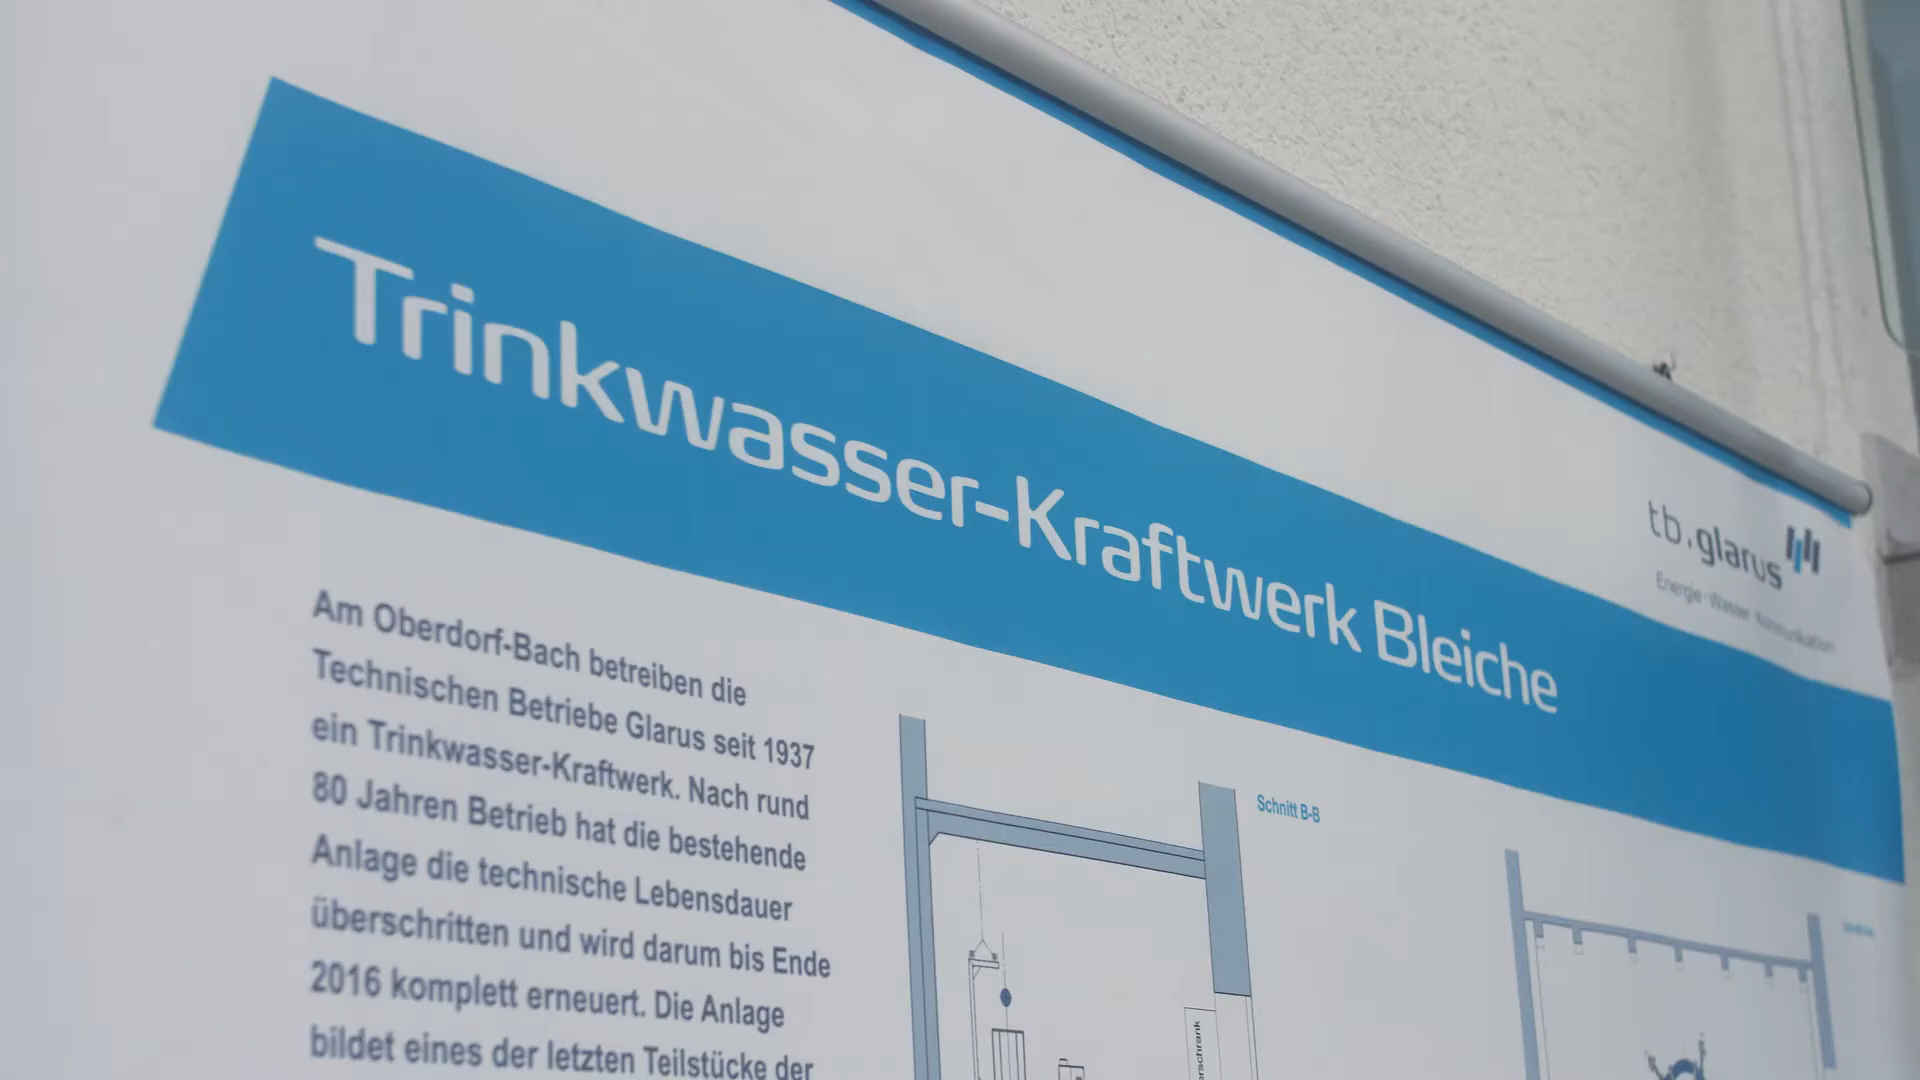 Trinkwasser-Kraftwerk Bleiche
tb.glarus
Energie · Wasser · Kommunikation
Am Oberdorf-Bach betreiben die
Technischen Betriebe Glarus seit 1937
ein Trinkwasser-Kraftwerk. Nach rund
80 Jahren Betrieb hat die bestehende
Anlage die technische Lebensdauer
überschritten und wird darum bis Ende
2016 komplett erneuert. Die Anlage
bildet eines der letzten Teilstücke der
Schnitt B-B